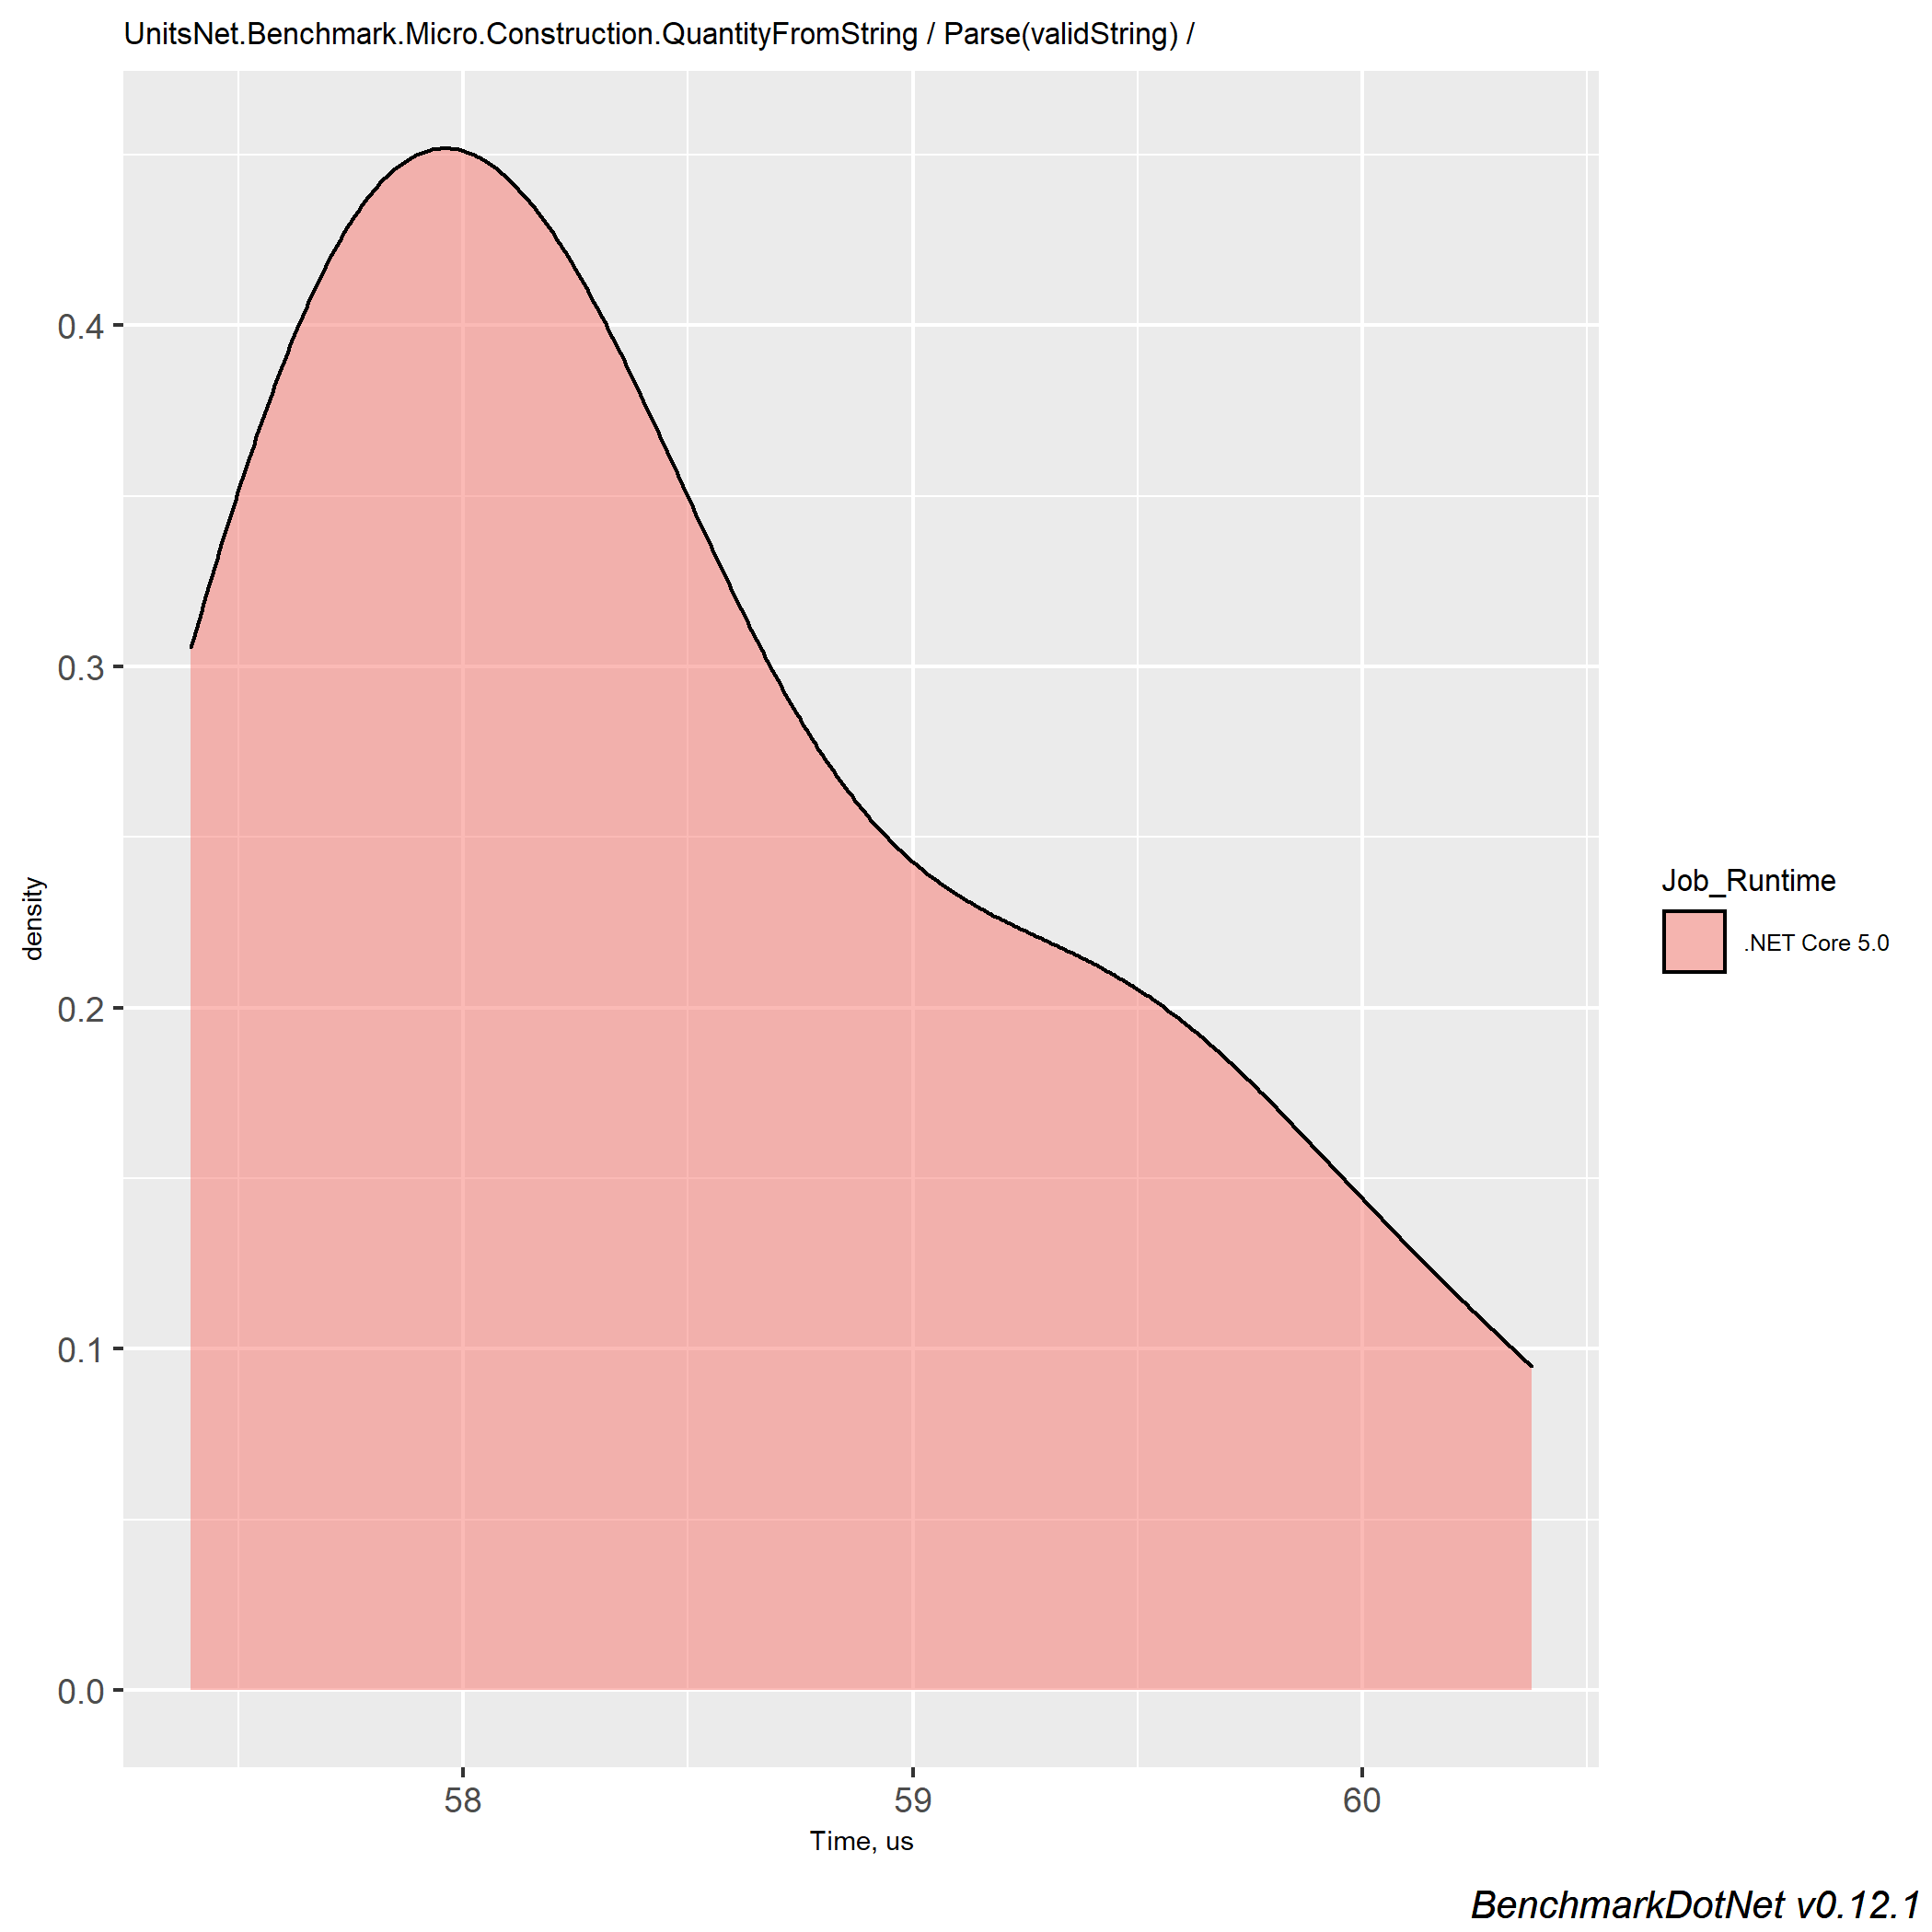 UnitsNet.Benchmark.Micro.Construction.QuantityFromString / Parse(validString) /
0.4
0.3
0.2
0.1
0.0
density
58 59 60
Time, us
Job_Runtime
.NET Core 5.0
BenchmarkDotNet v0.12.1